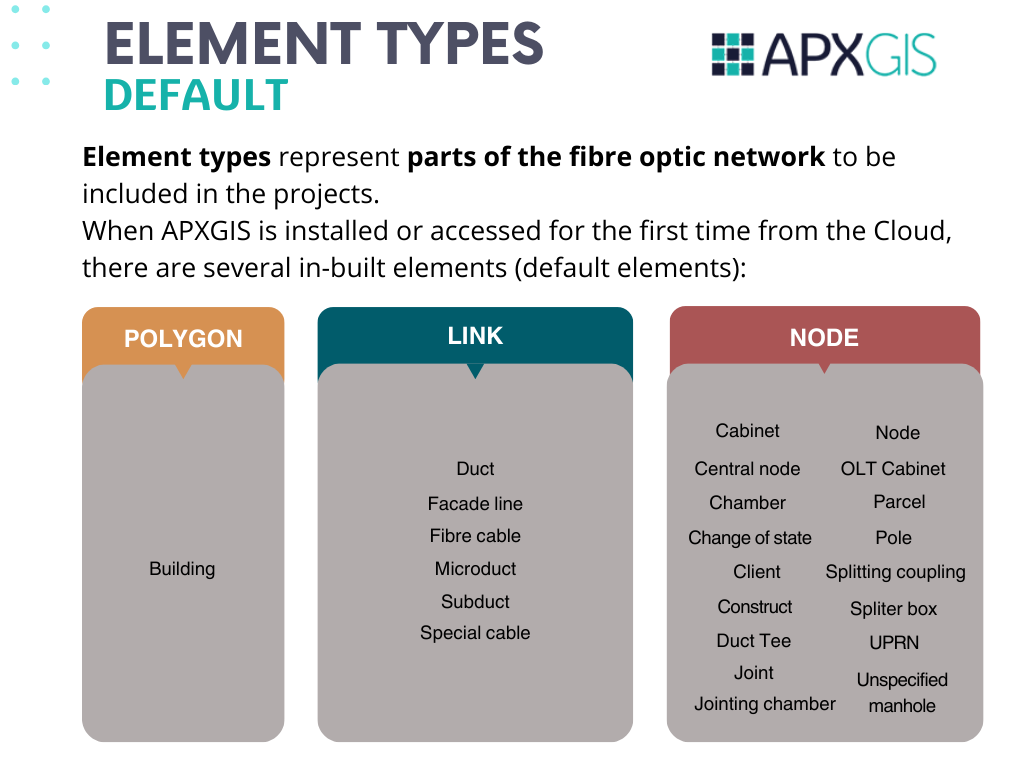 ELEMENT TYPES
DEFAULT
APXGIS
Element types represent parts of the fibre optic network to be
included in the projects.
When APXGIS is installed or accessed for the first time from the Cloud,
there are several in-built elements (default elements):
POLYGON
Building
LINK
Duct
Facade line
Fibre cable
Microduct
Subduct
Special cable
NODE
Cabinet
Central node
Chamber
Change of state
Client
Construct
Duct Tee
Joint
Jointing chamber
Node
OLT Cabinet
Parcel
Pole
Splitting coupling
Spliter box
UPRN
Unspecified
manhole